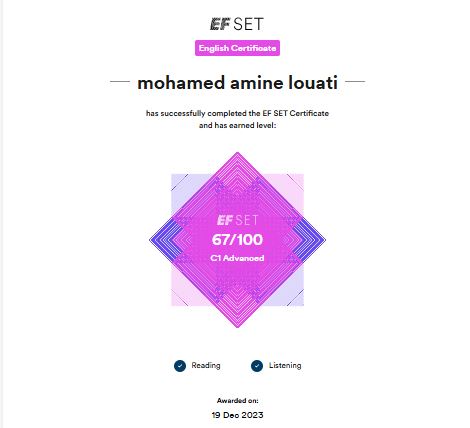 EF SET
English Certificate
mohamed amine louati
has successfully completed the EF SET Certificate
and has earned level:
EF SET
67/100
C1 Advanced
Reading
Listening
Awarded on:
19 Dec 2023